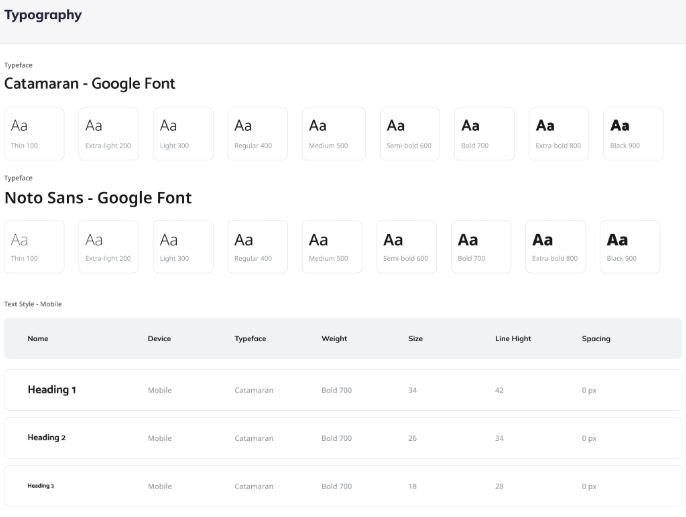 Typography
Typeface
Catamaran - Google Font
Aa Aa Aa Aa Aa Aa Aa Aa Aa
Thin 100 Extra-light 200 Light 300 Regular 400 Medium 500 Semi-bold 600 Bold 700 Extra-bold 800 Black 900
Typeface
Noto Sans - Google Font
Aa Aa Aa Aa Aa Aa Aa Aa Aa
Thin 100 Extra-light 200 Light 300 Regular 400 Medium 500 Semi-bold 600 Bold 700 Extra-bold 800 Black 900
Text Style - Mobile
Name Device Typeface Weight Size Line Hight Spacing
Heading 1 Mobile Catamaran Bold 700 34 42 0 px
Heading 2 Mobile Catamaran Bold 700 26 34 0 px
Heading 3 Mobile Catamaran Bold 700 18 28 0 px